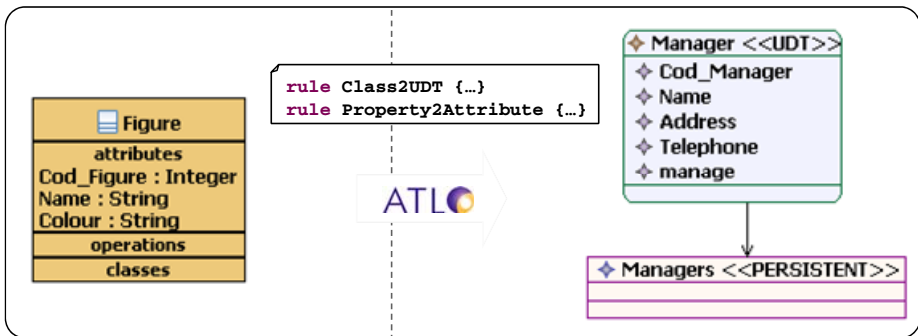 Figure
attributes
Cod_Figure : Integer
Name : String
Colour : String
operations
classes
rule Class2UDT {…}
rule Property2Attribute {…}
ATL
Manager <<UDT>>
Cod_Manager
Name
Address
Telephone
manage
Managers <<PERSISTENT>>